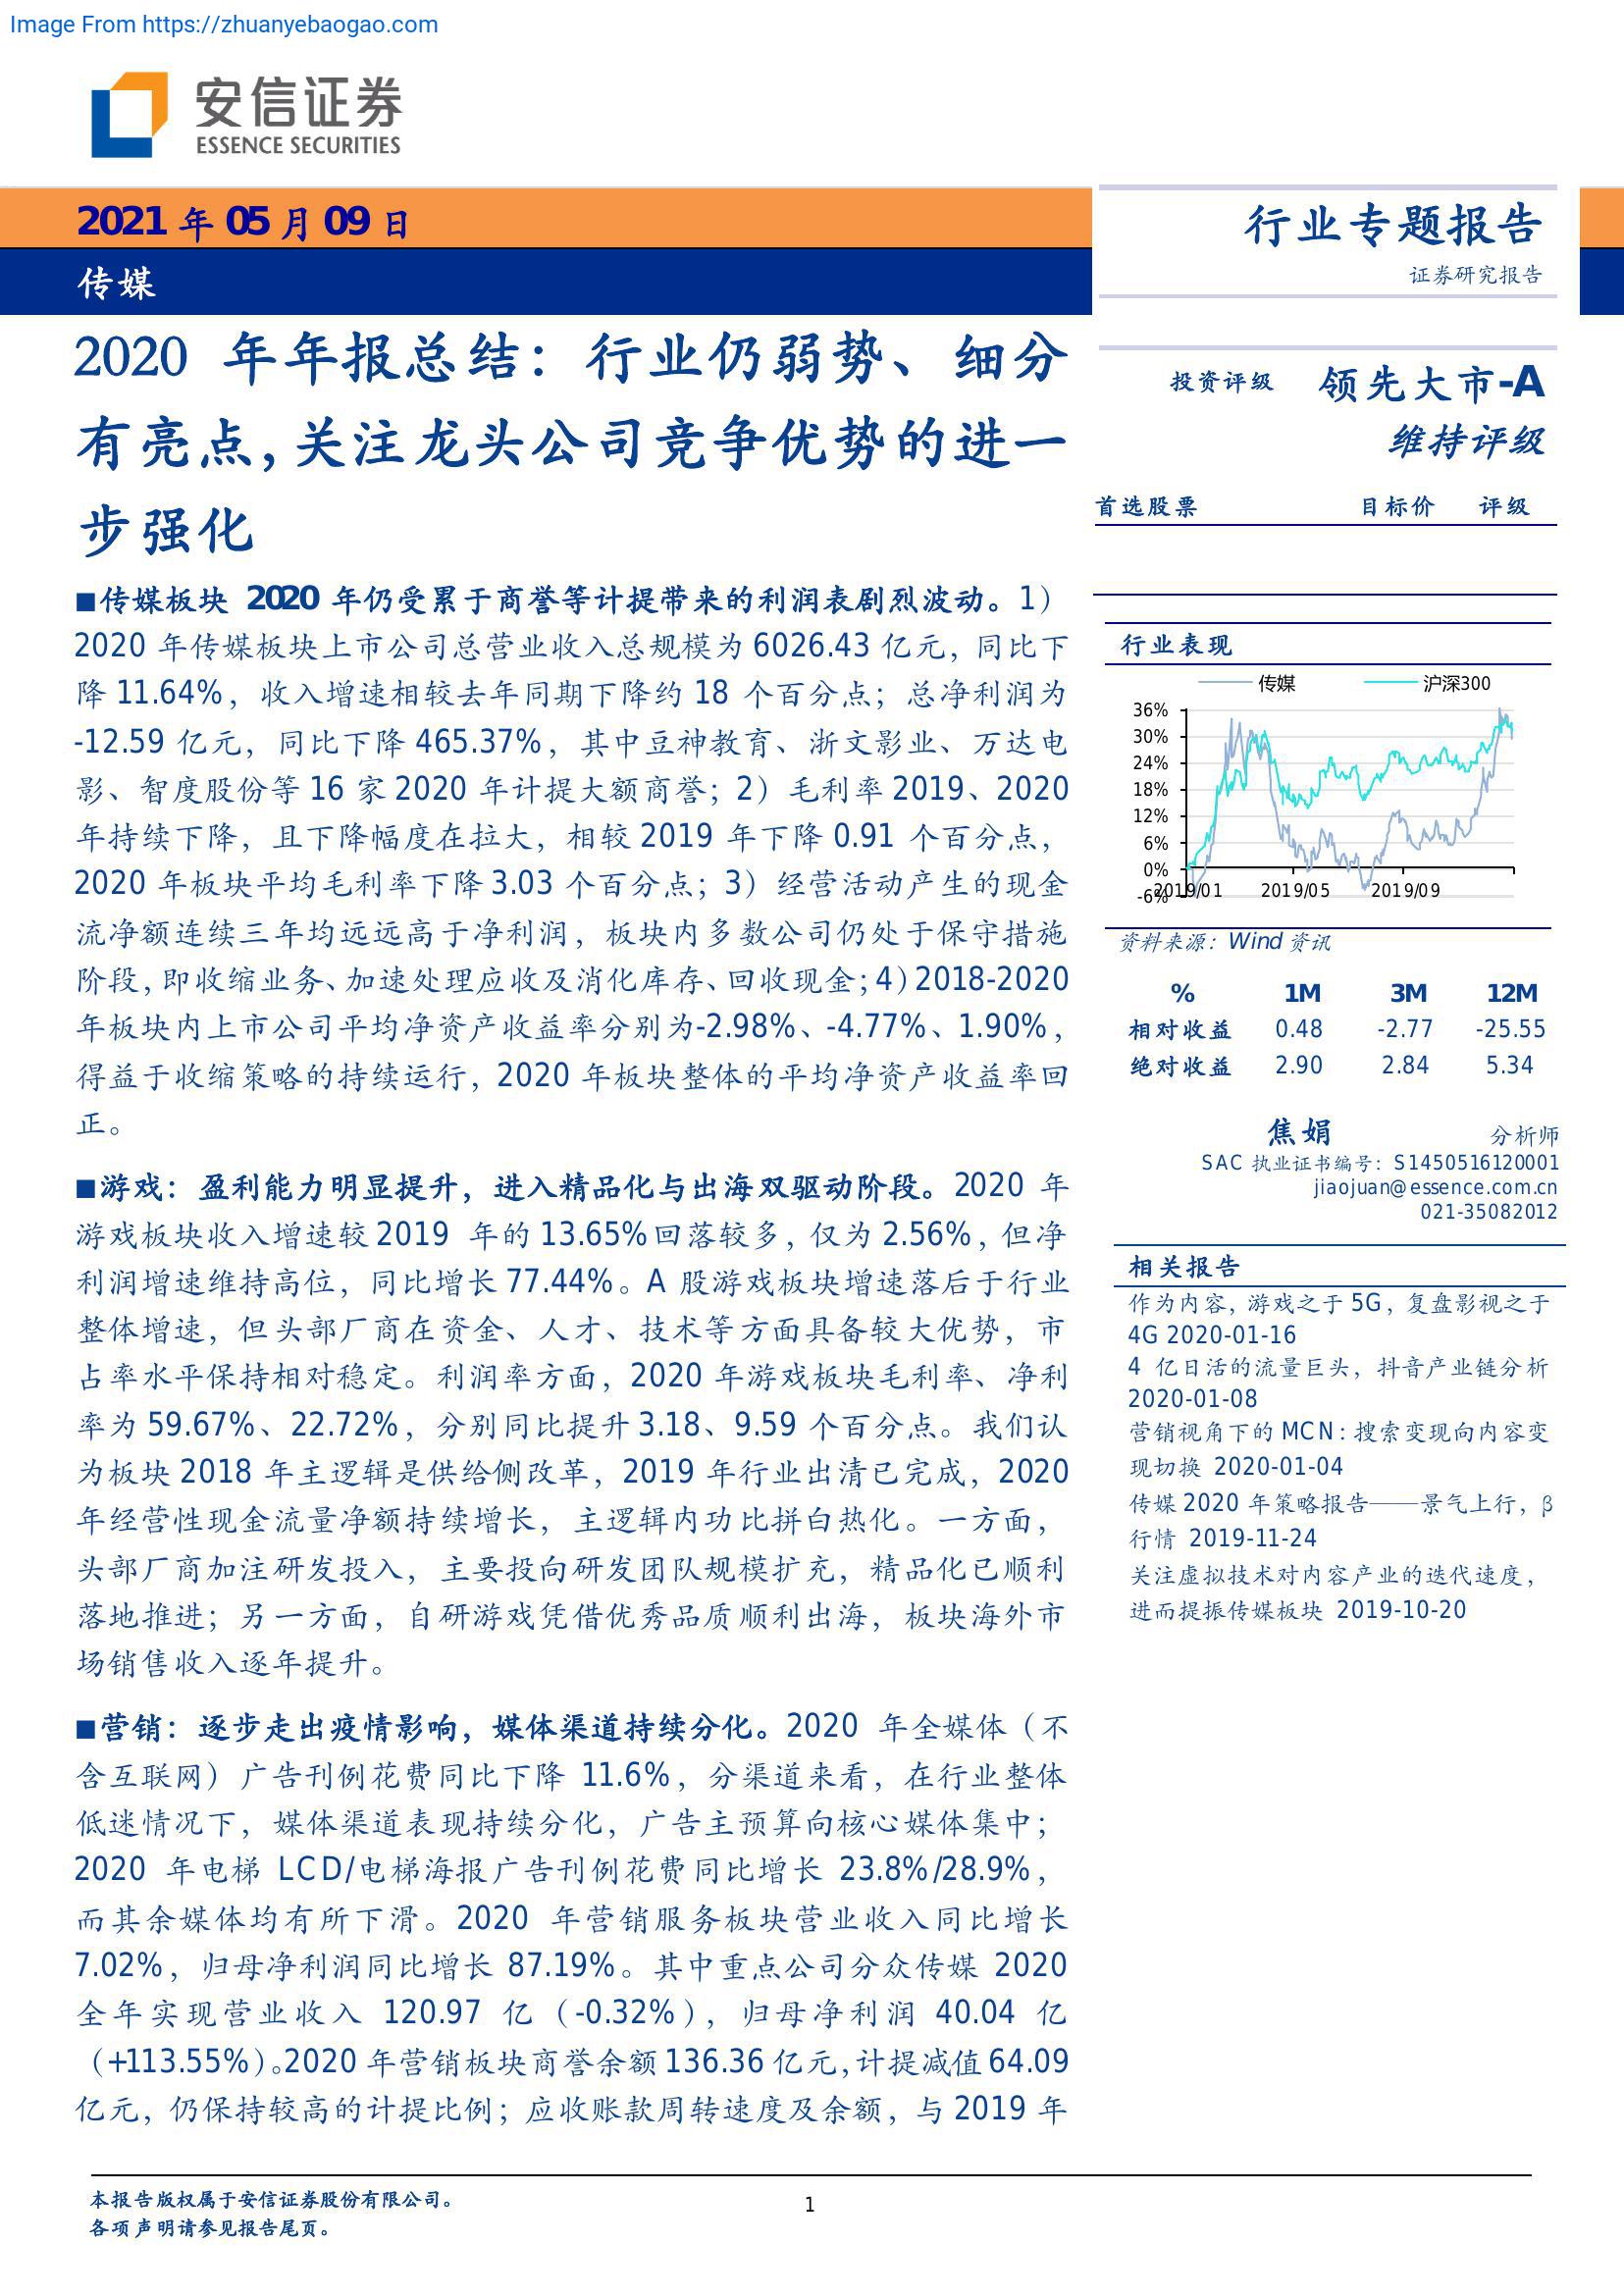 Image From https://zhuanyebaogao.com
安信证券
ESSENCE SECURITIES
2021 年 05 月 09 日
传媒
行业专题报告
证券研究报告
2020 年年报总结：行业仍弱势、细分
有亮点，关注龙头公司竞争优势的进一
步强化
■传媒板块 2020 年仍受累于商誉等计提带来的利润表剧烈波动。1）
2020 年传媒板块上市公司总营业收入总规模为 6026.43 亿元，同比下
降 11.64%，收入增速相较去年同期下降约 18 个百分点；总净利润为
-12.59 亿元，同比下降 465.37%，其中豆神教育、浙文影业、万达电
影、智度股份等 16 家 2020 年计提大额商誉；2）毛利率 2019、2020
年持续下降，且下降幅度在拉大，相较 2019 年下降 0.91 个百分点，
2020 年板块平均毛利率下降 3.03 个百分点；3）经营活动产生的现金
流净额连续三年均远远高于净利润，板块内多数公司仍处于保守措施
阶段，即收缩业务、加速处理应收及消化库存、回收现金；4）2018-2020
年板块内上市公司平均净资产收益率分别为-2.98%、-4.77%、1.90%，
得益于收缩策略的持续运行，2020 年板块整体的平均净资产收益率回
正。
■游戏：盈利能力明显提升，进入精品化与出海双驱动阶段。2020 年
游戏板块收入增速较 2019 年的 13.65%回落较多，仅为 2.56%，但净
利润增速维持高位，同比增长 77.44%。A 股游戏板块增速落后于行业
整体增速，但头部厂商在资金、人才、技术等方面具备较大优势，市
占率水平保持相对稳定。利润率方面，2020 年游戏板块毛利率、净利
率为 59.67%、22.72%，分别同比提升 3.18、9.59 个百分点。我们认
为板块 2018 年主逻辑是供给侧改革，2019 年行业出清已完成，2020
年经营性现金流量净额持续增长，主逻辑内功比拼白热化。一方面，
头部厂商加注研发投入，主要投向研发团队规模扩充，精品化已顺利
落地推进；另一方面，自研游戏凭借优秀品质顺利出海，板块海外市
场销售收入逐年提升。
■营销：逐步走出疫情影响，媒体渠道持续分化。2020 年全媒体（不
含互联网）广告刊例花费同比下降 11.6%，分渠道来看，在行业整体
低迷情况下，媒体渠道表现持续分化，广告主预算向核心媒体集中；
2020 年电梯 LCD/电梯海报广告刊例花费同比增长 23.8%/28.9%，
而其余媒体均有所下滑。2020 年营销服务板块营业收入同比增长
7.02%，归母净利润同比增长 87.19%。其中重点公司分众传媒 2020
全年实现营业收入 120.97 亿（-0.32%），归母净利润 40.04 亿
（+113.55%）。2020 年营销板块商誉余额 136.36 亿元，计提减值 64.09
亿元，仍保持较高的计提比例；应收账款周转速度及余额，与 2019 年
投资评级 领先大市-A
维持评级
首选股票 目标价 评级
行业表现
传媒 沪深300
36%
30%
24%
18%
12%
6%
0%
-6%
2019/01 2019/05 2019/09
资料来源：Wind 资讯
% 1M 3M 12M
相对收益 0.48 -2.77 -25.55
绝对收益 2.90 2.84 5.34
焦娟 分析师
SAC 执业证书编号：S1450516120001
jiaojuan@essence.com.cn
021-35082012
相关报告
作为内容，游戏之于 5G，复盘影视之于
4G 2020-01-16
4 亿日活的流量巨头，抖音产业链分析
2020-01-08
营销视角下的 MCN：搜索变现向内容变
现切换 2020-01-04
传媒 2020 年策略报告——景气上行，β
行情 2019-11-24
关注虚拟技术对内容产业的迭代速度，
进而提振传媒板块 2019-10-20
本报告版权属于安信证券股份有限公司。
各项声明请参见报告尾页。
1